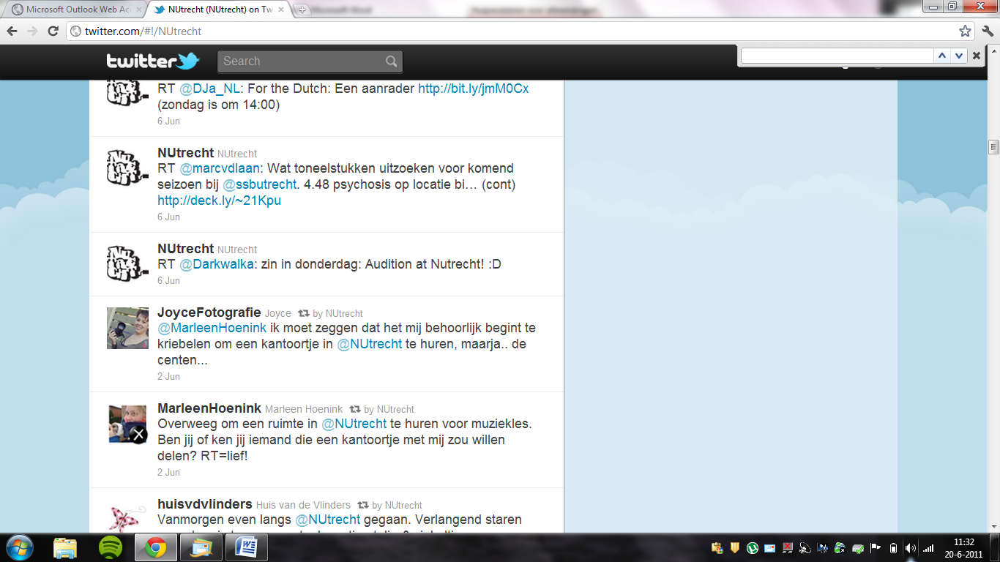 Microsoft Outlook Web Ac
NUtrecht (NUtrecht) on Tw
Microsoft Word
twitter.com/#!/NUtrecht
twitter
Search
RT @DJa_NL: For the Dutch: Een aanrader http://bit.ly/jmM0Cx
(zondag is om 14:00)
6 Jun
NUtrecht NUtrecht
RT @marcvdlaan: Wat toneelstukken uitzoeken voor komend
seizoen bij @ssbutrecht. 4.48 psychosis op locatie bi... (cont)
http://deck.ly/~21Kpu
6 Jun
NUtrecht NUtrecht
RT @Darkwalka: zin in donderdag: Audition at Nutrecht! :D
6 Jun
JoyceFotografie Joyce by NUtrecht
@MarleenHoenink ik moet zeggen dat het mij behoorlijk begint te
kriebelen om een kantoortje in @NUtrecht te huren, maarja.. de
centen...
2 Jun
MarleenHoenink Marleen Hoenink by NUtrecht
Overweeg om een ruimte in @NUtrecht te huren voor muziekles.
Ben jij of ken jij iemand die een kantoortje met mij zou willen
delen? RT=lief!
2 Jun
huisvdvlinders Huis van de Vlinders by NUtrecht
Vanmorgen even langs @NUtrecht gegaan. Verlangend staren
11:32
20-6-2011